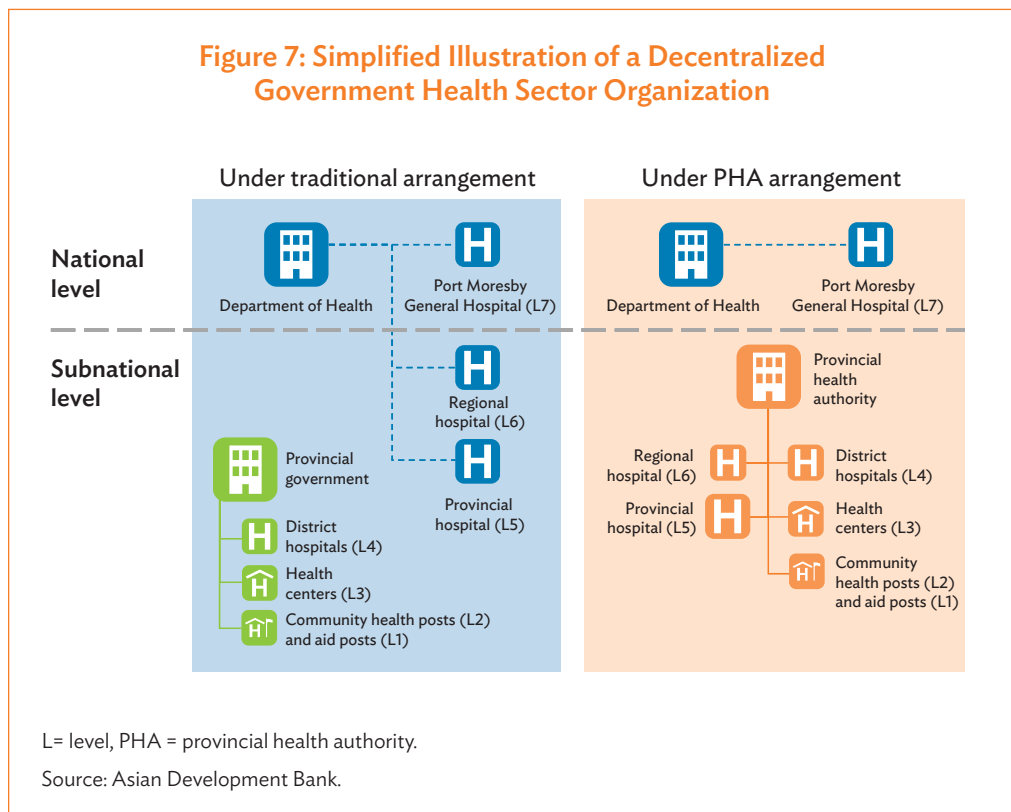 Figure 7: Simplified Illustration of a Decentralized
Government Health Sector Organization
Under traditional arrangement
Under PHA arrangement
National
level
Subnational
level
Department of Health
Port Moresby
General Hospital (L7)
Regional
hospital (L6)
Provincial
hospital (L5)
Provincial
government
District
hospitals (L4)
Health
centers (L3)
Community health posts (L2)
and aid posts (L1)
Department of Health
Port Moresby
General Hospital (L7)
Provincial
health
authority
Regional
hospital (L6)
District
hospitals (L4)
Provincial
hospital (L5)
Health
centers (L3)
Community
health posts (L2)
and aid posts (L1)
L= level, PHA = provincial health authority.
Source: Asian Development Bank.